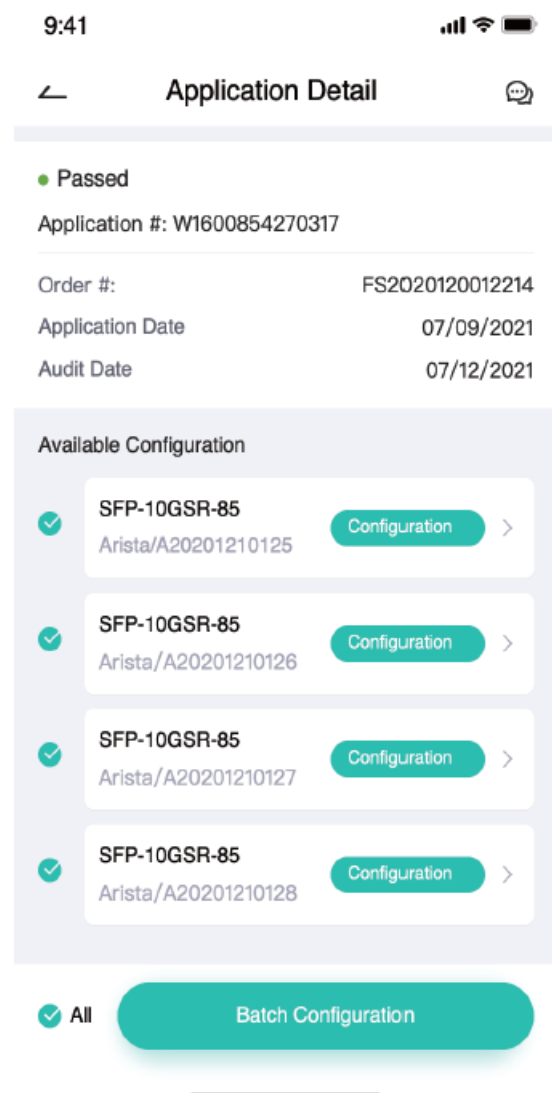 9:41
Application Detail
Passed
Application #: W1600854270317
Order #: FS2020120012214
Application Date 07/09/2021
Audit Date 07/12/2021
Available Configuration
SFP-10GSR-85
Arista/A20201210125
Configuration
SFP-10GSR-85
Arista/A20201210126
Configuration
SFP-10GSR-85
Arista/A20201210127
Configuration
SFP-10GSR-85
Arista/A20201210128
Configuration
All
Batch Configuration